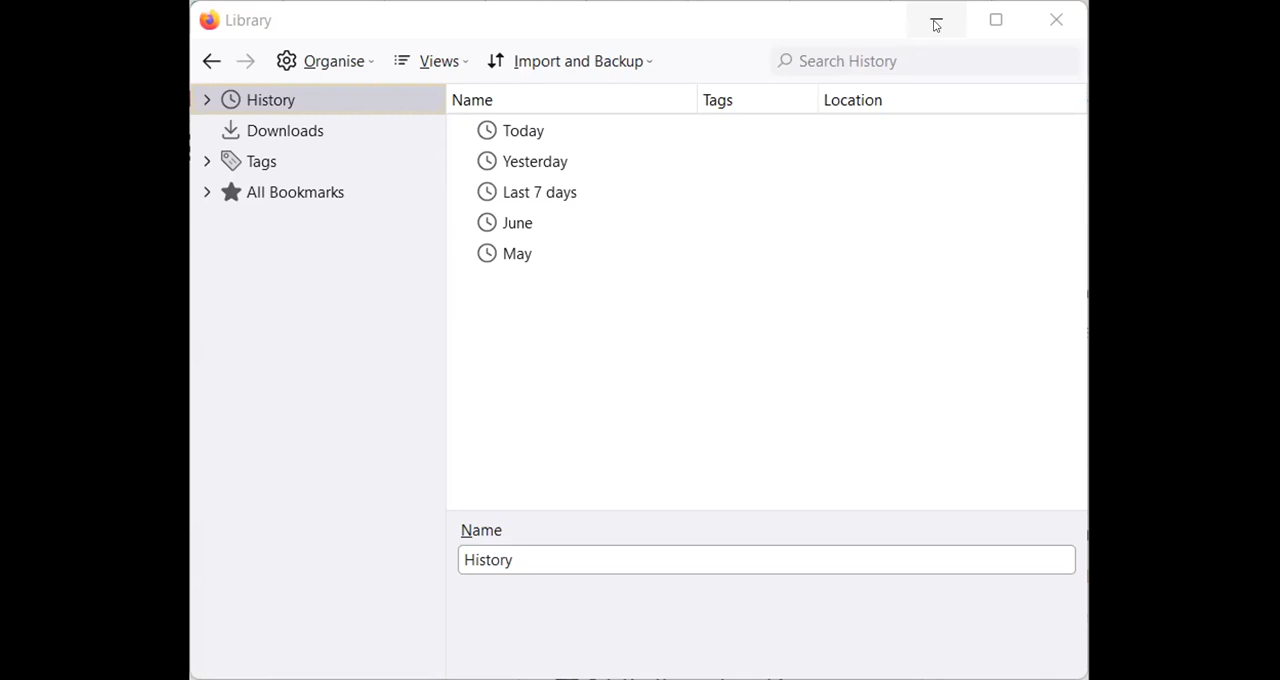 Library
Organise Views Import and Backup Search History
History
Downloads
Tags
All Bookmarks
Name Tags Location
Today
Yesterday
Last 7 days
June
May
Name
History